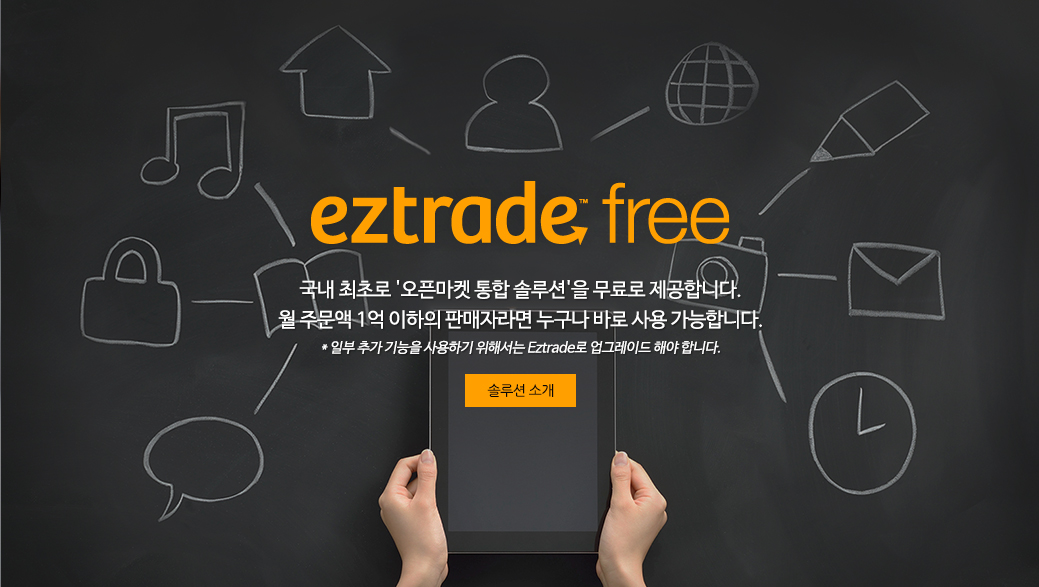 eztrade™ free
국내 최초로 '오픈마켓 통합 솔루션'을 무료로 제공합니다.
월 주문액 1억 이하의 판매자라면 누구나 바로 사용 가능합니다.
* 일부 추가 기능을 사용하기 위해서는 Eztrade로 업그레이드 해야 합니다.
솔루션 소개